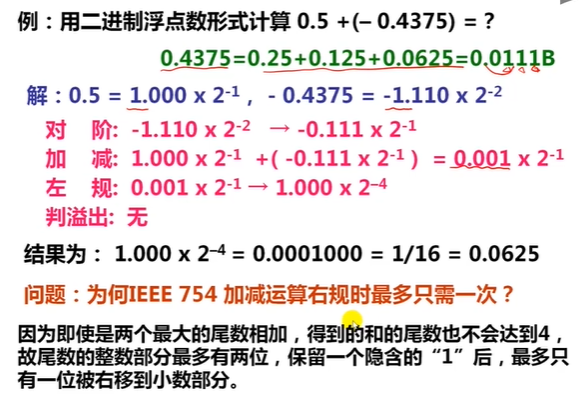 例：用二进制浮点数形式计算 0.5 +(– 0.4375) = ?
0.4375=0.25+0.125+0.0625=0.0111B
解：0.5 = 1.000 x 2-1 , - 0.4375 = -1.110 x 2-2
对 阶: -1.110 x 2-2 → -0.111 x 2-1
加 减: 1.000 x 2-1 +( -0.111 x 2-1 ) = 0.001 x 2-1
左 规: 0.001 x 2-1 → 1.000 x 2–4
判溢出: 无
结果为： 1.000 x 2–4 = 0.0001000 = 1/16 = 0.0625
问题：为何IEEE 754 加减运算右规时最多只需一次？
因为即使是两个最大的尾数相加，得到的和的尾数也不会达到4，
故尾数的整数部分最多有两位，保留一个隐含的“1”后，最多只
有一位被右移到小数部分。